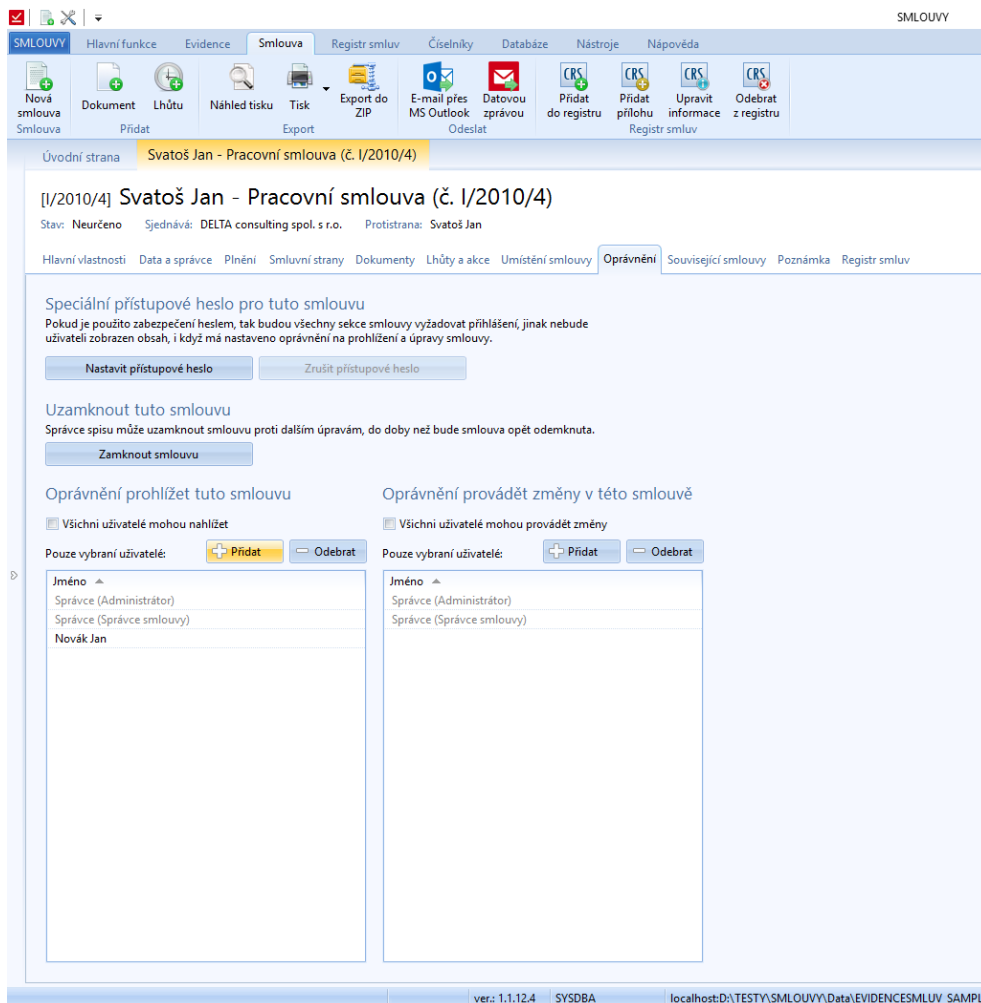 SMLOUVY
SMLOUVY Hlavní funkce Evidence Smlouva Registr smluv Číselníky Databáze Nástroje Nápověda
Nová smlouva
Dokument
Lhůtu
Náhled tisku
Tisk
Export do ZIP
E-mail přes MS Outlook
Datovou zprávou
CRS
Přidat do registru
CRS
Přidat přílohu
CRS
Upravit informace
CRS
Odebrat z registru
Smlouva Přidat Export Odeslat Registr smluv
Úvodní strana Svatoš Jan - Pracovní smlouva (č. I/2010/4)
[I/2010/4] Svatoš Jan - Pracovní smlouva (č. I/2010/4)
Stav: Neurčeno Sjednává: DELTA consulting spol. s r.o. Protistrana: Svatoš Jan
Hlavní vlastnosti Data a správce Plnění Smluvní strany Dokumenty Lhůty a akce Umístění smlouvy Oprávnění Související smlouvy Poznámka Registr smluv
Speciální přístupové heslo pro tuto smlouvu
Pokud je použito zabezpečení heslem, tak budou všechny sekce smlouvy vyžadovat přihlášení, jinak nebude
uživateli zobrazen obsah, i když má nastaveno oprávnění na prohlížení a úpravy smlouvy.
Nastavit přístupové heslo Zrušit přístupové heslo
Uzamknout tuto smlouvu
Správce spisu může uzamknout smlouvu proti dalším úpravám, do doby než bude smlouva opět odemknuta.
Zamknout smlouvu
Oprávnění prohlížet tuto smlouvu
Všichni uživatelé mohou nahlížet
Pouze vybraní uživatelé: Přidat Odebrat
Jméno
Správce (Administrátor)
Správce (Správce smlouvy)
Novák Jan
Oprávnění provádět změny v této smlouvě
Všichni uživatelé mohou provádět změny
Pouze vybraní uživatelé: Přidat Odebrat
Jméno
Správce (Administrátor)
Správce (Správce smlouvy)
ver.: 1.1.12.4 SYSDBA localhost:D:\TESTY\SMLOUVY\Data\EVIDENCESMLUV_SAMPL